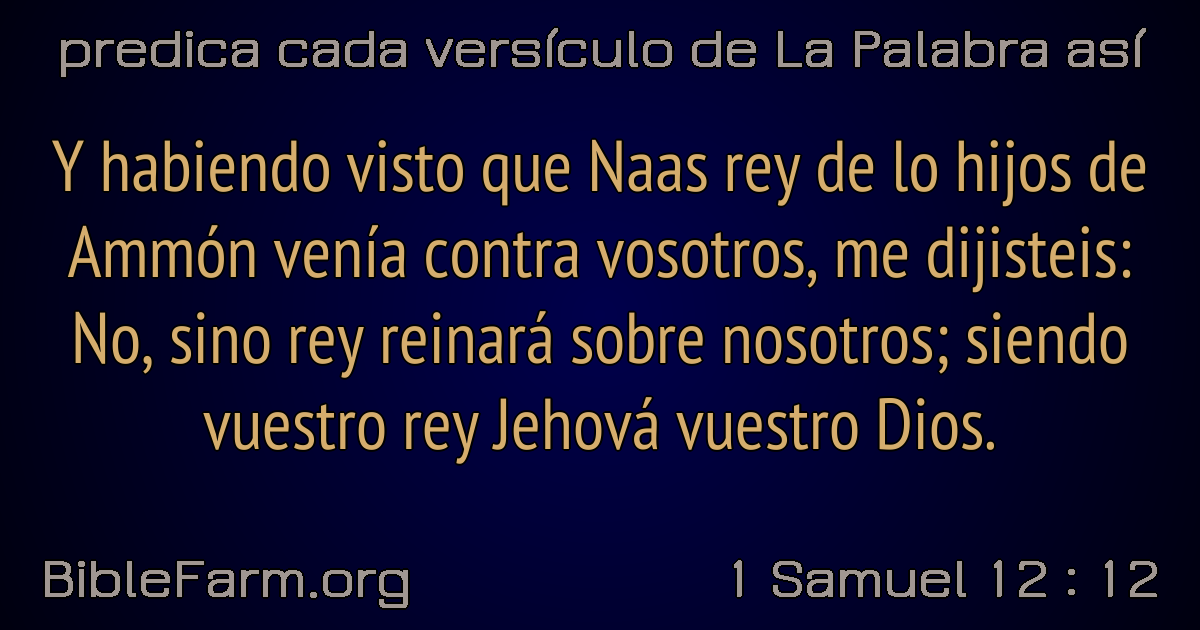 predica cada versículo de La Palabra así
Y habiendo visto que Naas rey de lo hijos de
Ammón venía contra vosotros, me dijisteis:
No, sino rey reinará sobre nosotros; siendo
vuestro rey Jehová vuestro Dios.
BibleFarm.org
1 Samuel 12 : 12